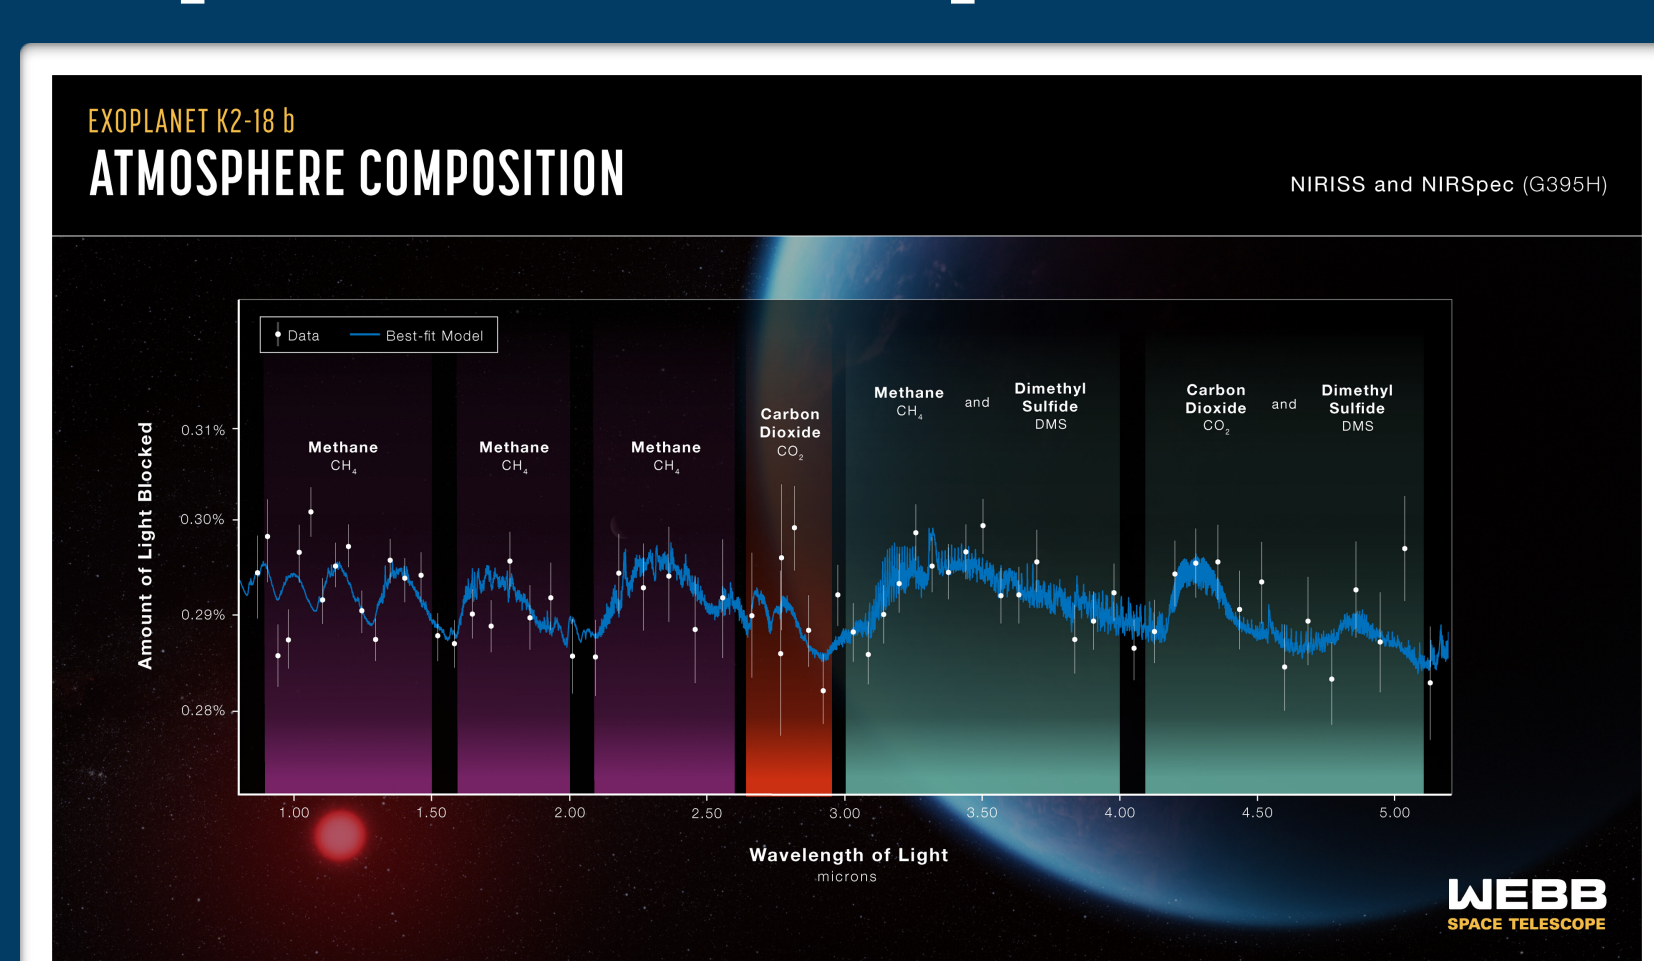 EXOPLANET K2-18 b
ATMOSPHERE COMPOSITION
NIRISS and NIRSpec (G395H)
Data
Best-fit Model
Amount of Light Blocked
0.31%
0.30%
0.29%
0.28%
Methane
CH₄
Methane
CH₄
Methane
CH₄
Carbon
Dioxide
CO₂
Methane
CH₄
and
Dimethyl
Sulfide
DMS
Carbon
Dioxide
CO₂
and
Dimethyl
Sulfide
DMS
1.00 1.50 2.00 2.50 3.00 3.50 4.00 4.50 5.00
Wavelength of Light
microns
WEBB
SPACE TELESCOPE